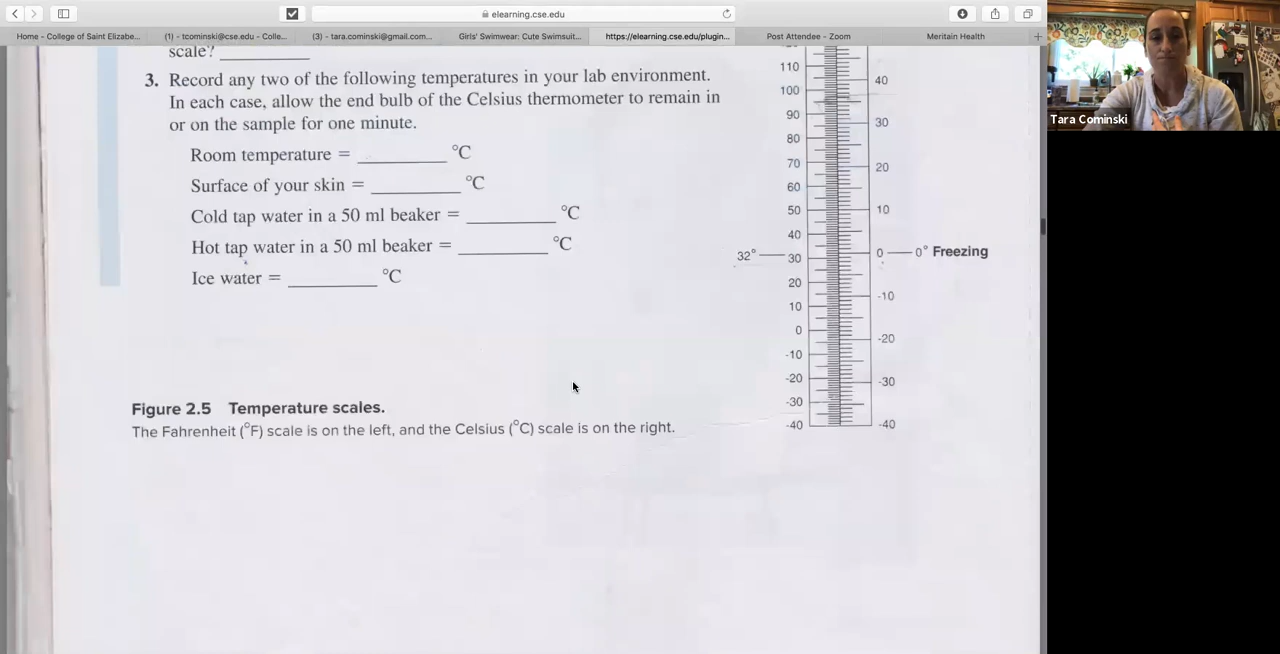 elearning.cse.edu
Home - College of Saint Elizabe...
(1) - tcominski@cse.edu - Colle...
(3) - tara.cominski@gmail.com...
Girls' Swimwear: Cute Swimsuit...
https://elearning.cse.edu/plugin...
Post Attendee - Zoom
Meritain Health
Tara Cominski
scale?
3. Record any two of the following temperatures in your lab environment.
In each case, allow the end bulb of the Celsius thermometer to remain in
or on the sample for one minute.
Room temperature = __________ °C
Surface of your skin = __________ °C
Cold tap water in a 50 ml beaker = __________ °C
Hot tap water in a 50 ml beaker = __________ °C
Ice water = __________ °C
110
100
90
80
70
60
50
40
32° 30
20
10
0
-10
-20
-30
-40
40
30
20
10
0 0° Freezing
-10
-20
-30
-40
Figure 2.5 Temperature scales.
The Fahrenheit (°F) scale is on the left, and the Celsius (°C) scale is on the right.